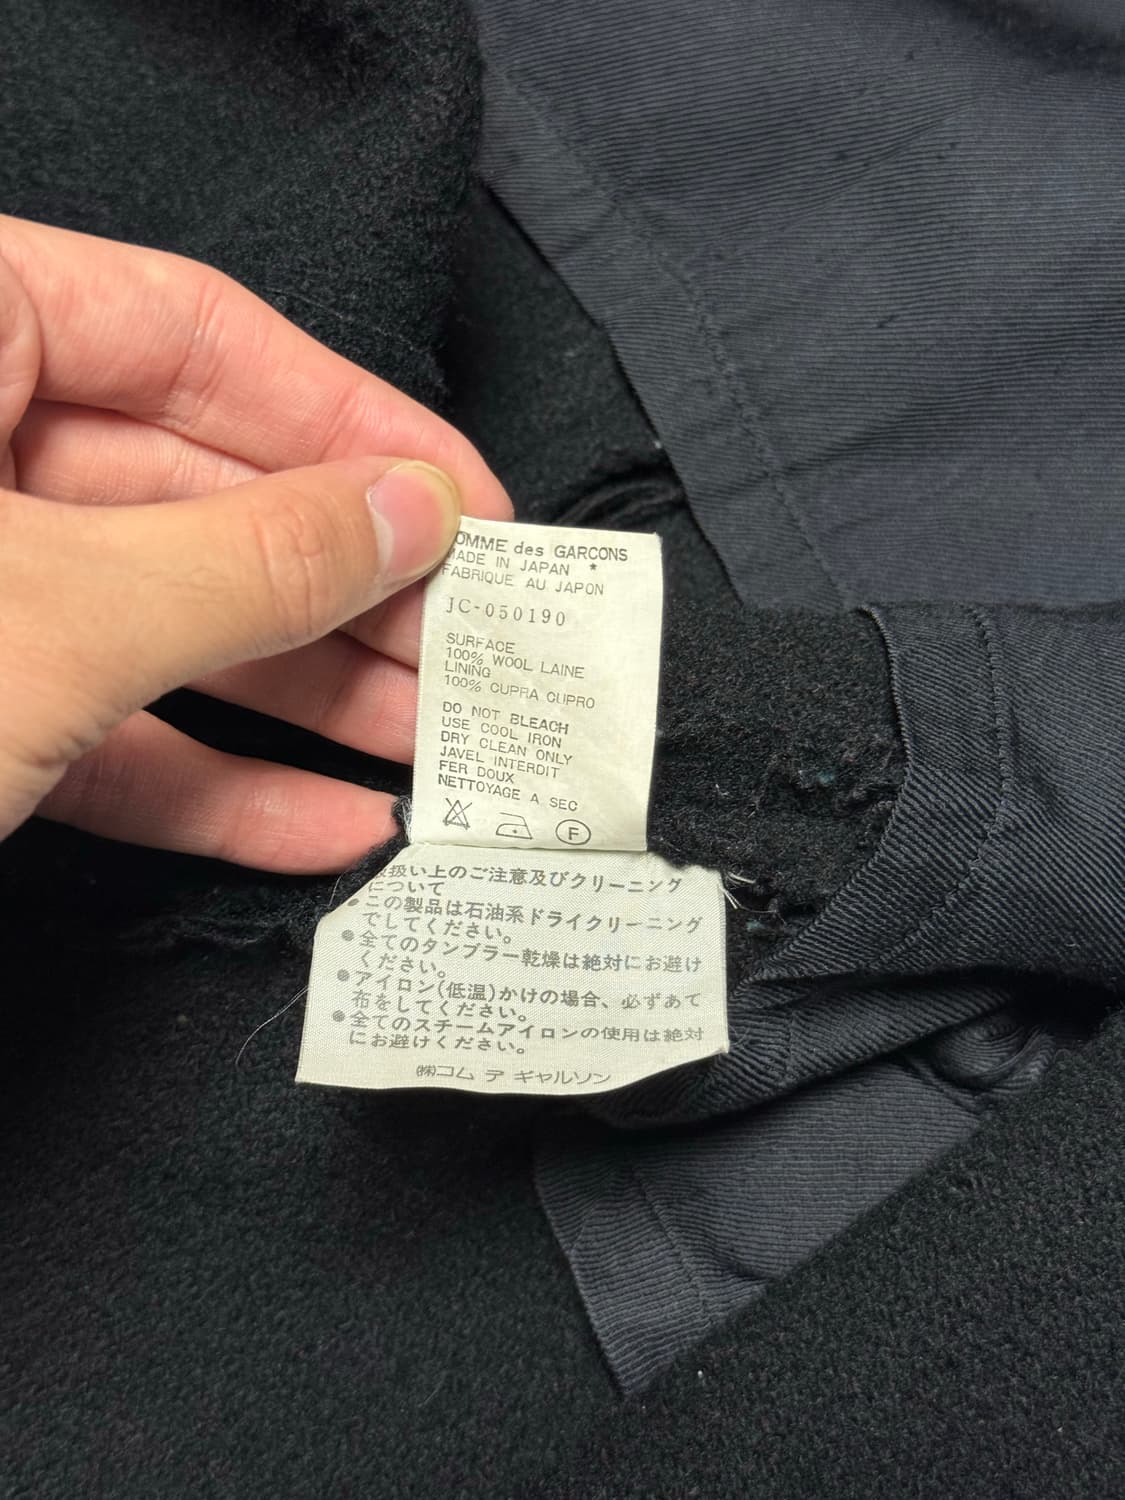 OMME des GARCONS
MADE IN JAPAN *
FABRIQUE AU JAPON
JC-050190
SURFACE
100% WOOL LAINE
LINING
100% CUPRA CUPRO
DO NOT BLEACH
USE COOL IRON
DRY CLEAN ONLY
JAVEL INTERDIT
FER DOUX
NETTOYAGE A SEC
F
取扱い上のご注意及びクリーニング
について
●この製品は石油系ドライクリーニング
でしてください。
●全てのタンブラー乾燥は絶対にお避け
ください。
●アイロン(低温)かけの場合、必ずあて
布をしてください。
●全てのスチームアイロンの使用は絶対
にお避けください。
㈱コム デ ギャルソン